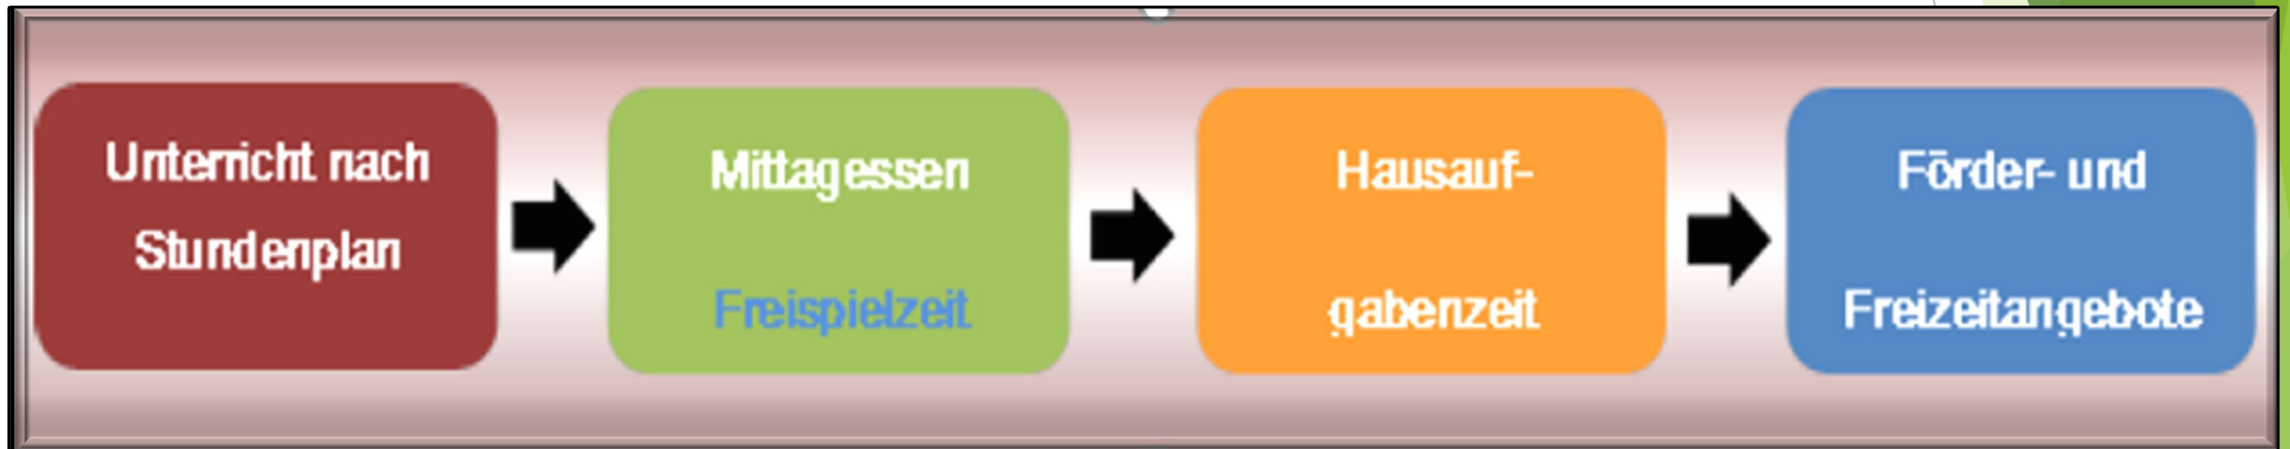 Unterricht nach
Stundenplan
Mittagessen
Freispielzeit
Hausauf-
gabenzeit
Förder- und
Freizeitangebote